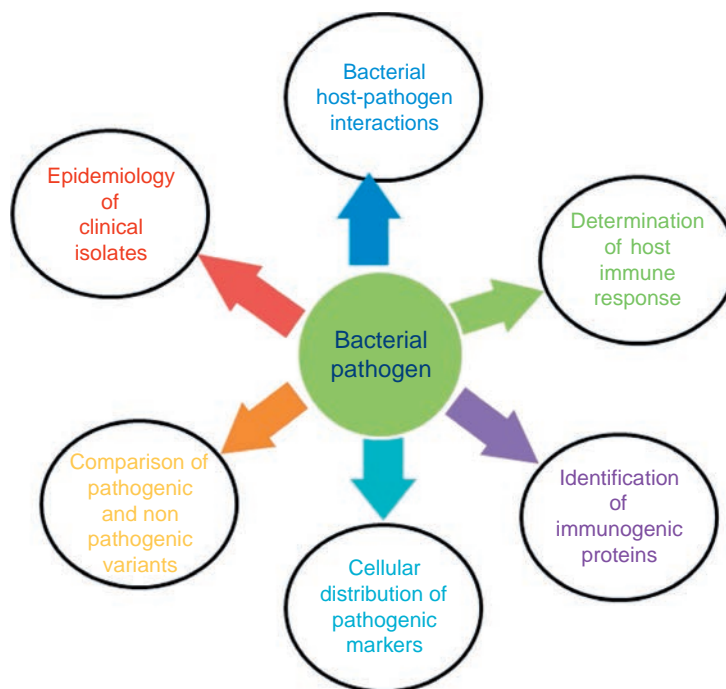 Bacterial
host-pathogen
interactions
Epidemiology
of
clinical
isolates
Determination
of host
immune
response
Bacterial
pathogen
Comparison of
pathogenic
and non
pathogenic
variants
Identification
of
immunogenic
proteins
Cellular
distribution of
pathogenic
markers